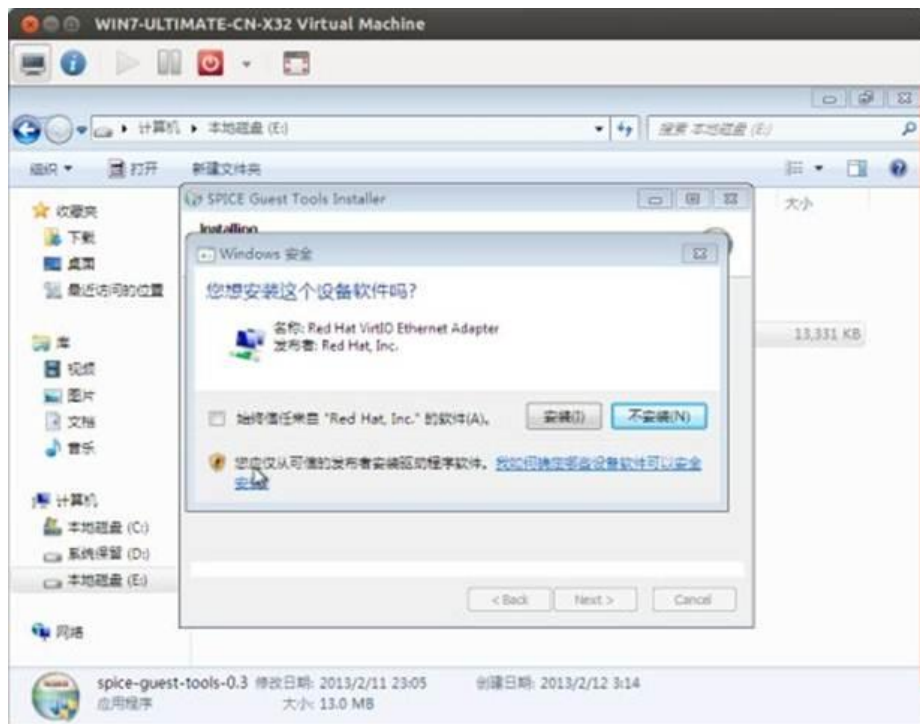 WIN7-ULTIMATE-CN-X32 Virtual Machine
计算机 本地磁盘 (E:)
搜索 本地磁盘 (E:)
组织 打开 新建文件夹
收藏夹
下载
桌面
最近访问的位置
库
视频
图片
文档
音乐
计算机
本地磁盘 (C:)
系统保留 (D:)
本地磁盘 (E:)
网络
大小
13,331 KB
SPICE Guest Tools Installer
Installing
Windows 安全
您想安装这个设备软件吗?
名称: Red Hat VirtIO Ethernet Adapter
发布者: Red Hat, Inc.
始终信任来自 "Red Hat, Inc." 的软件(A)。
安装(I) 不安装(N)
您应仅从可信的发布者安装驱动程序软件。我如何确定哪些设备软件可以安全
安装?
< Back Next > Cancel
spice-guest-tools-0.3 修改日期: 2013/2/11 23:05 创建日期: 2013/2/12 3:14
应用程序 大小: 13.0 MB